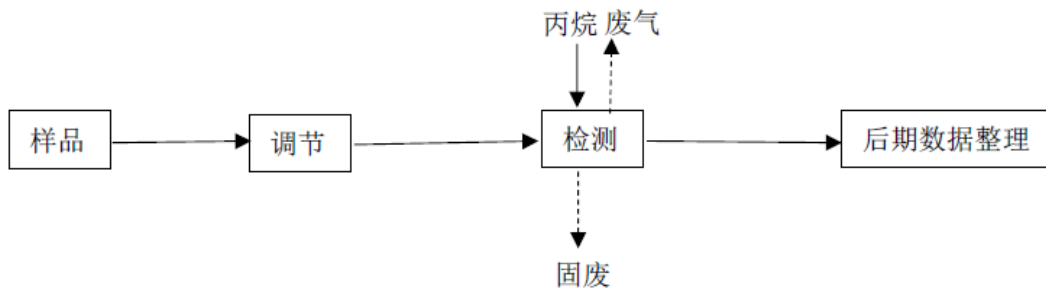 丙烷 废气
样品
调节
检测
后期数据整理
固废